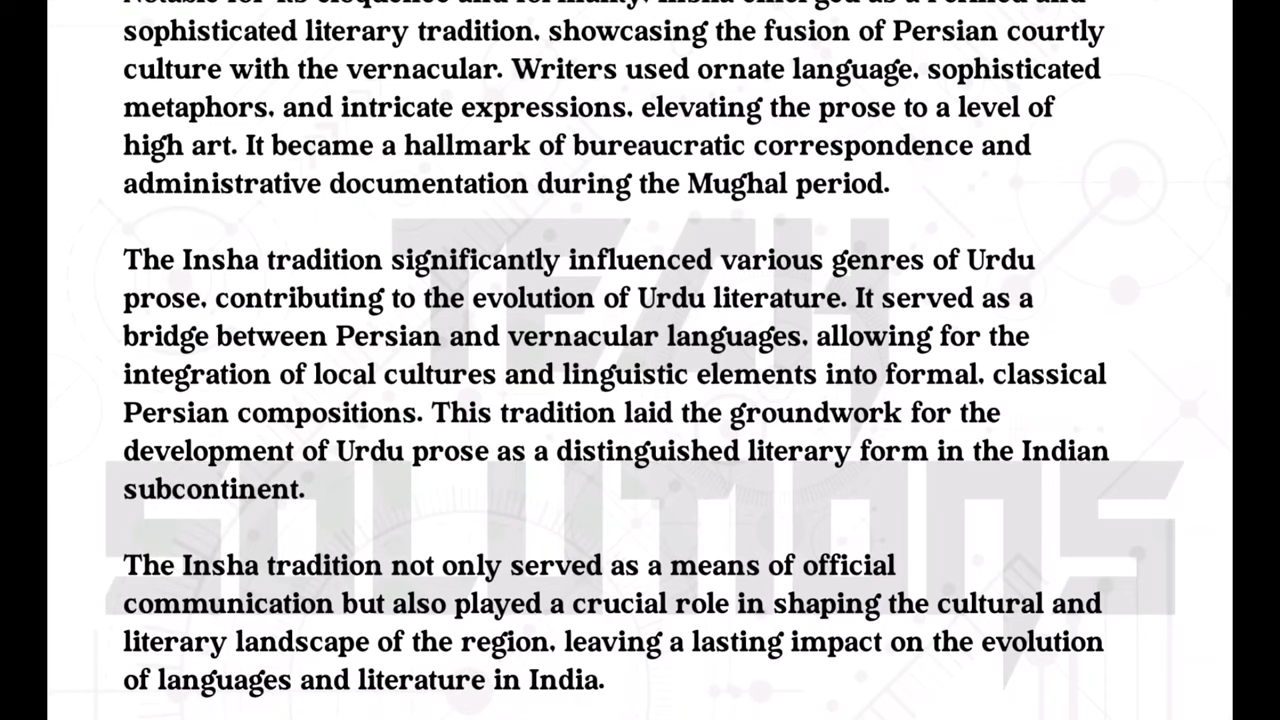 sophisticated literary tradition, showcasing the fusion of Persian courtly
culture with the vernacular. Writers used ornate language, sophisticated
metaphors, and intricate expressions, elevating the prose to a level of
high art. It became a hallmark of bureaucratic correspondence and
administrative documentation during the Mughal period.
The Insha tradition significantly influenced various genres of Urdu
prose, contributing to the evolution of Urdu literature. It served as a
bridge between Persian and vernacular languages, allowing for the
integration of local cultures and linguistic elements into formal, classical
Persian compositions. This tradition laid the groundwork for the
development of Urdu prose as a distinguished literary form in the Indian
subcontinent.
The Insha tradition not only served as a means of official
communication but also played a crucial role in shaping the cultural and
literary landscape of the region, leaving a lasting impact on the evolution
of languages and literature in India.
TECH
SOLUTIONS